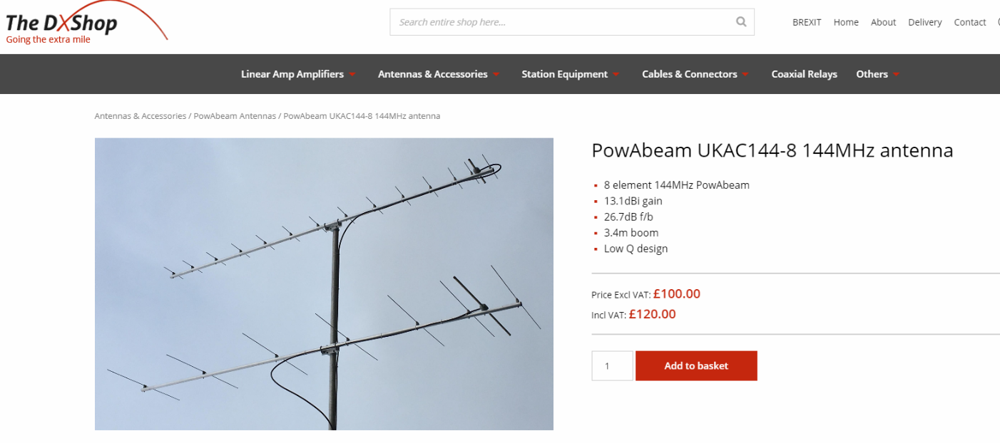 The DXShop
Going the extra mile
Search entire shop here...
BREXIT Home About Delivery Contact
Linear Amp Amplifiers Antennas & Accessories Station Equipment Cables & Connectors Coaxial Relays Others
Antennas & Accessories / PowAbeam Antennas / PowAbeam UKAC144-8 144MHz antenna
PowAbeam UKAC144-8 144MHz antenna
8 element 144MHz PowAbeam
13.1dBi gain
26.7dB f/b
3.4m boom
Low Q design
Price Excl VAT: £100.00
Incl VAT: £120.00
1 Add to basket